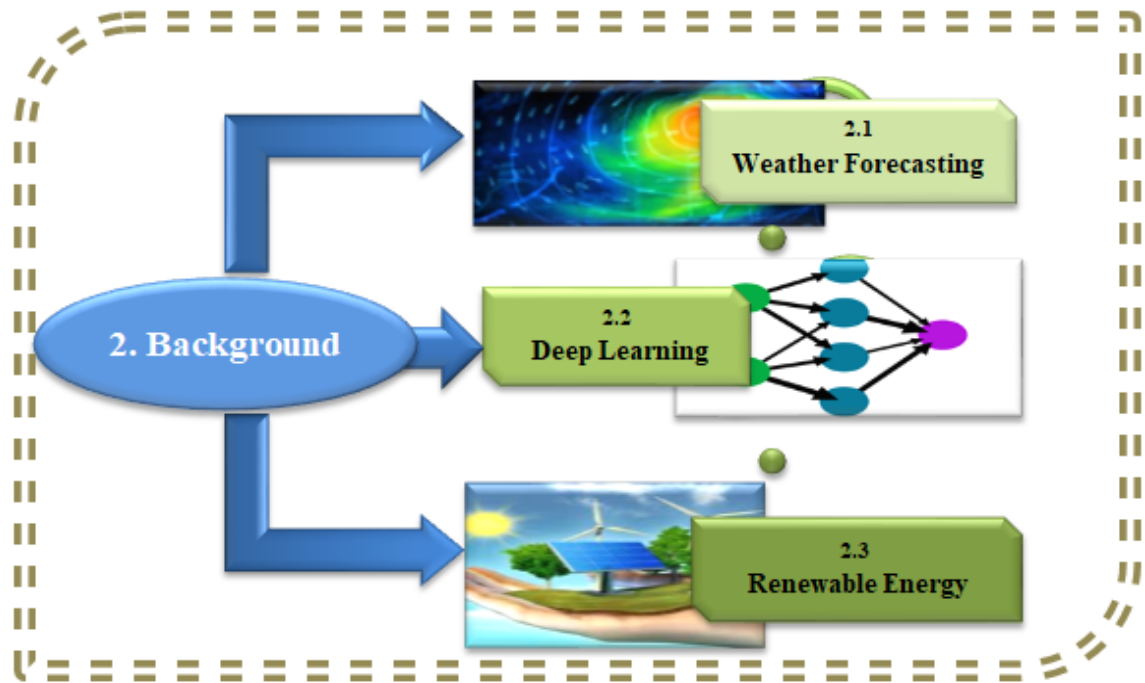 2.1
Weather Forecasting
2. Background
2.2
Deep Learning
2.3
Renewable Energy